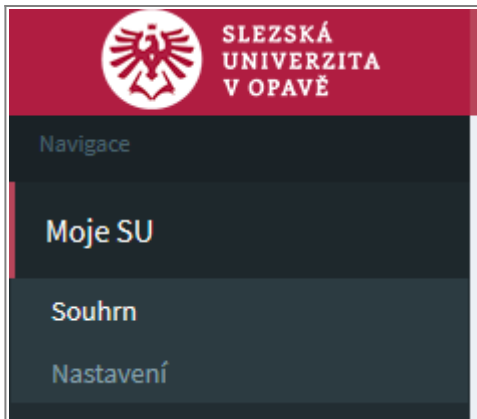 SLEZSKÁ
UNIVERZITA
V OPAVĚ
Navigace
Moje SU
Souhrn
Nastavení